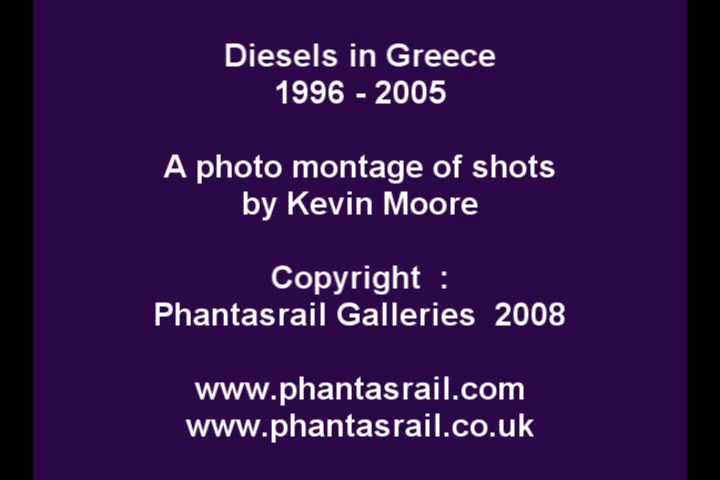 Diesels in Greece
1996 - 2005
A photo montage of shots
by Kevin Moore
Copyright :
Phantasrail Galleries 2008
www.phantasrail.com
www.phantasrail.co.uk